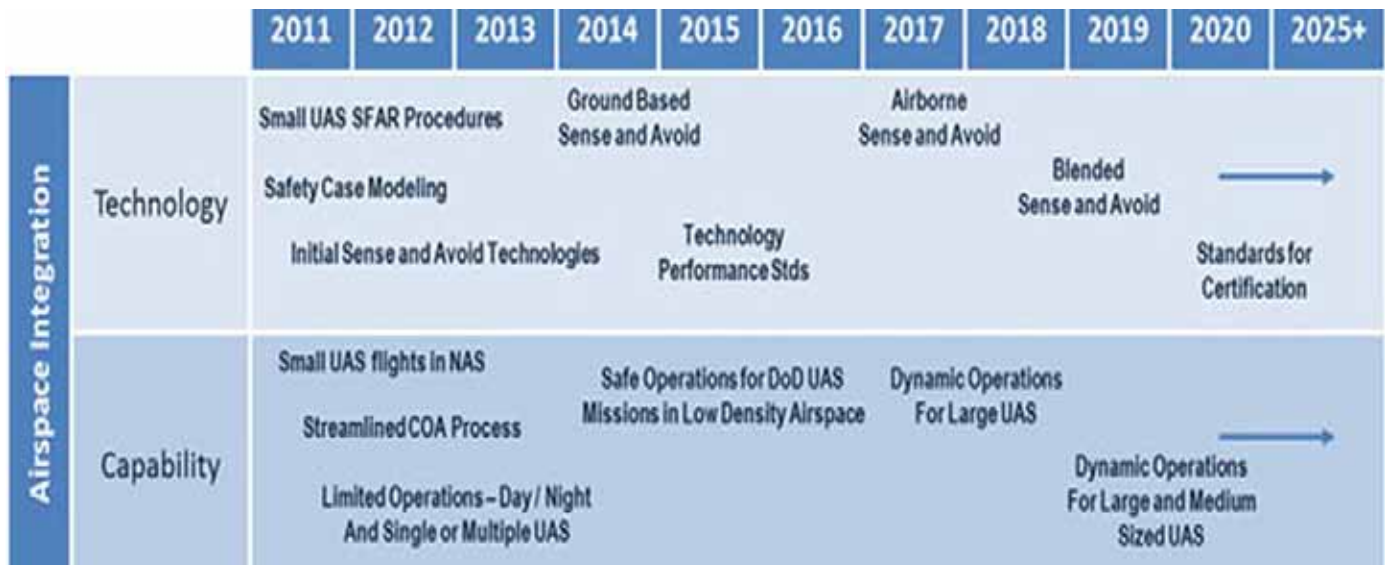 2011 2012 2013 2014 2015 2016 2017 2018 2019 2020 2025+
Airspace Integration
Technology
Small UAS SFAR Procedures
Ground Based
Sense and Avoid
Airborne
Sense and Avoid
Safety Case Modeling
Blended
Sense and Avoid
Initial Sense and Avoid Technologies
Technology
Performance Stds
Standards for
Certification
Capability
Small UAS flights in NAS
Streamlined COA Process
Limited Operations – Day / Night
And Single or Multiple UAS
Safe Operations for DoD UAS
Missions in Low Density Airspace
Dynamic Operations
For Large UAS
Dynamic Operations
For Large and Medium
Sized UAS